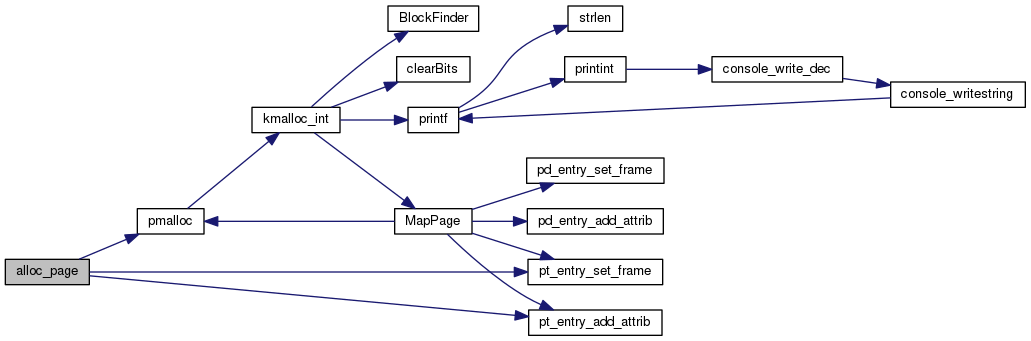 BlockFinder
strlen
clearBits
printint
console_write_dec
console_writestring
kmalloc_int
printf
pd_entry_set_frame
pmalloc
MapPage
pd_entry_add_attrib
alloc_page
pt_entry_set_frame
pt_entry_add_attrib